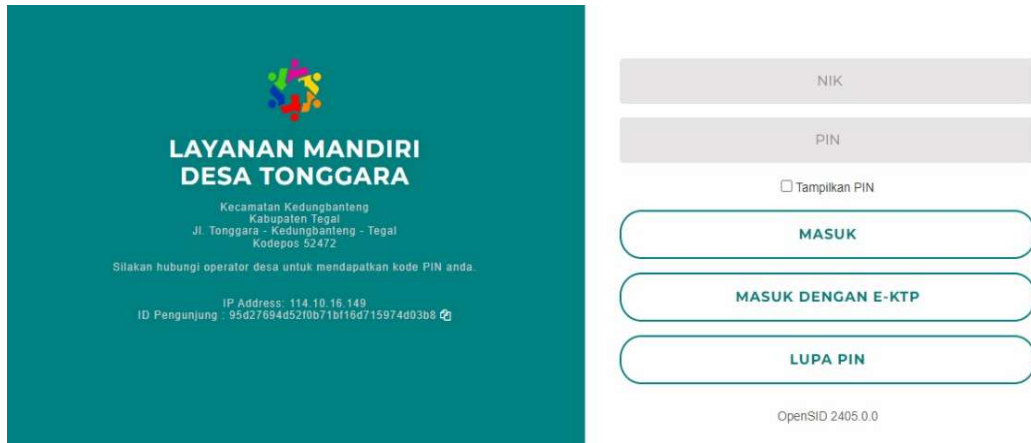 LAYANAN MANDIRI
DESA TONGGARA
Kecamatan Kedungbanteng
Kabupaten Tegal
Jl. Tonggara - Kedungbanteng - Tegal
Kodepos 52472
Silakan hubungi operator desa untuk mendapatkan kode PIN anda.
IP Address: 114.10.16.149
ID Pengunjung : 95d27694d52f0b71bf16d715974d03b8
NIK
PIN
Tampilkan PIN
MASUK
MASUK DENGAN E-KTP
LUPA PIN
OpenSID 2405.0.0